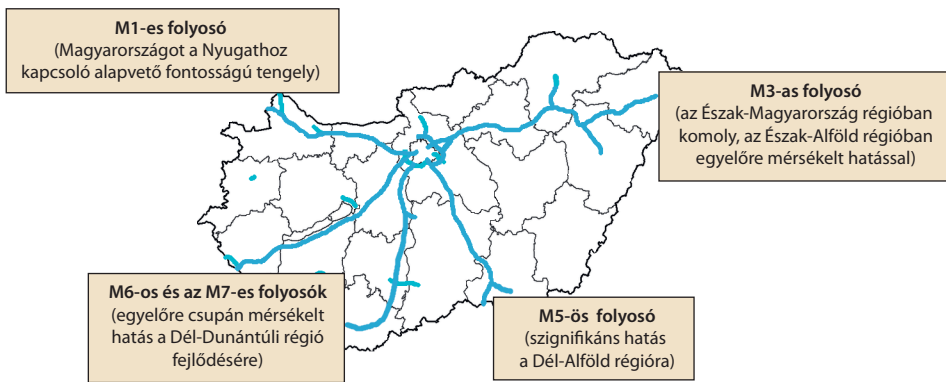 M1-es folyosó
(Magyarországot a Nyugathoz
kapcsoló alapvető fontosságú tengely)
M3-as folyosó
(az Észak-Magyarország régióban
komoly, az Észak-Alföld régióban
egyelőre mérsékelt hatással)
M6-os és az M7-es folyosók
(egyelőre csupán mérsékelt
hatás a Dél-Dunántúli régió
fejlődésére)
M5-ös folyosó
(szignifikáns hatás
a Dél-Alföld régióra)